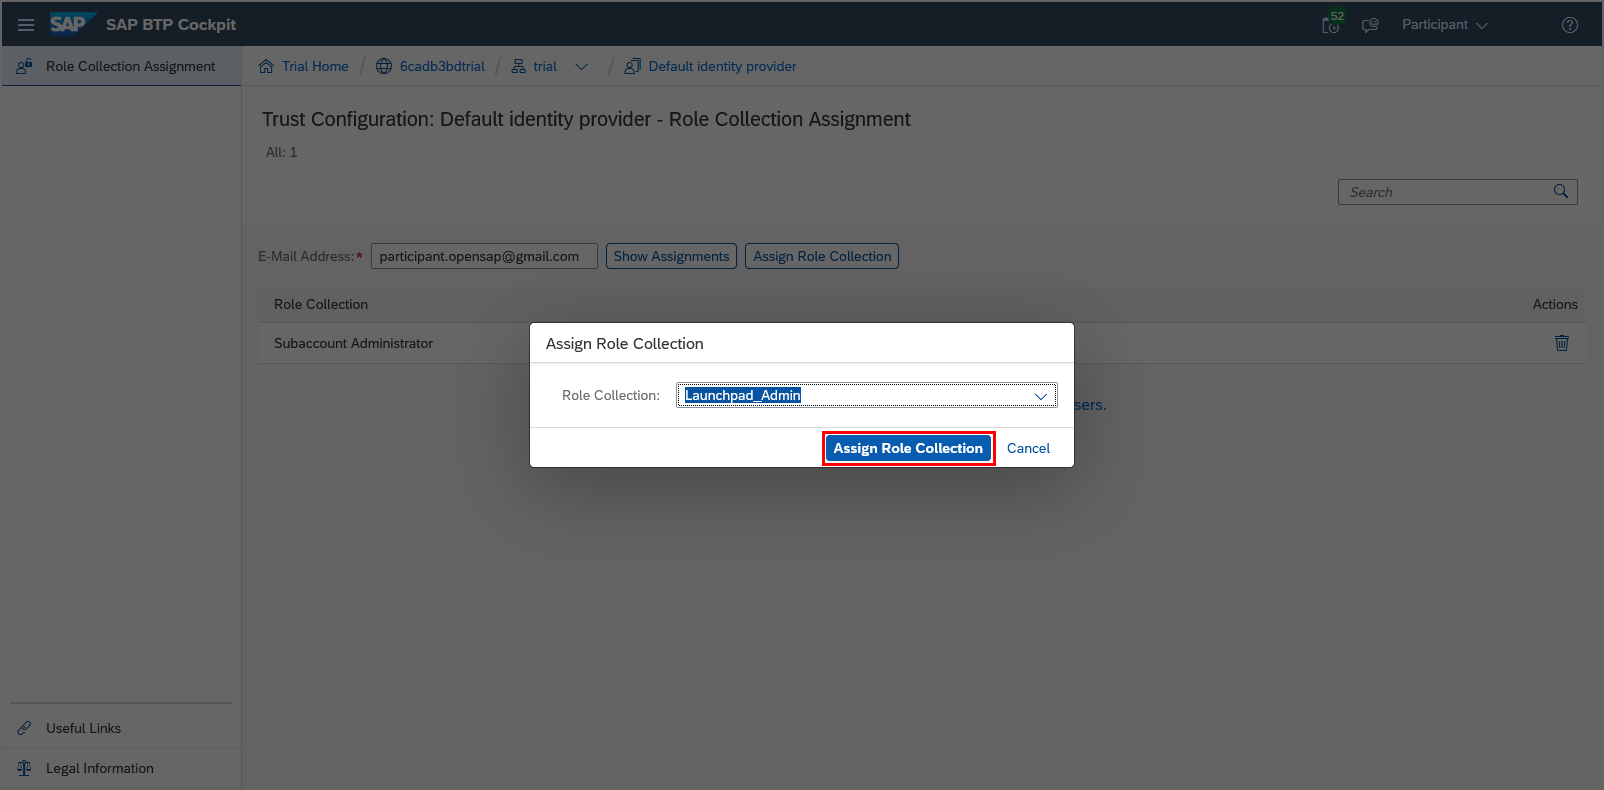 SAP SAP BTP Cockpit 52 Participant
Role Collection Assignment
Trial Home / 6cadb3bdtrial / trial / Default identity provider
Trust Configuration: Default identity provider - Role Collection Assignment
All: 1
Search
E-Mail Address:* participant.opensap@gmail.com Show Assignments Assign Role Collection
Role Collection Actions
Subaccount Administrator
Assign Role Collection
Role Collection: Launchpad_Admin
sers.
Assign Role Collection Cancel
Useful Links
Legal Information